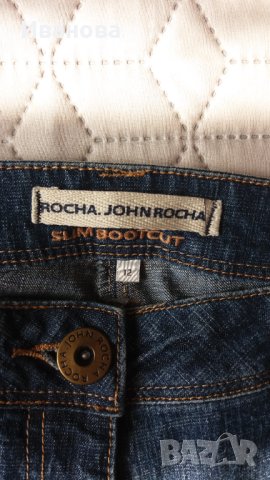 Иванова
ROCHA. JOHN ROCHA
SLIM BOOTCUT
12
ROCHA JOHN ROCHA
BAZAR